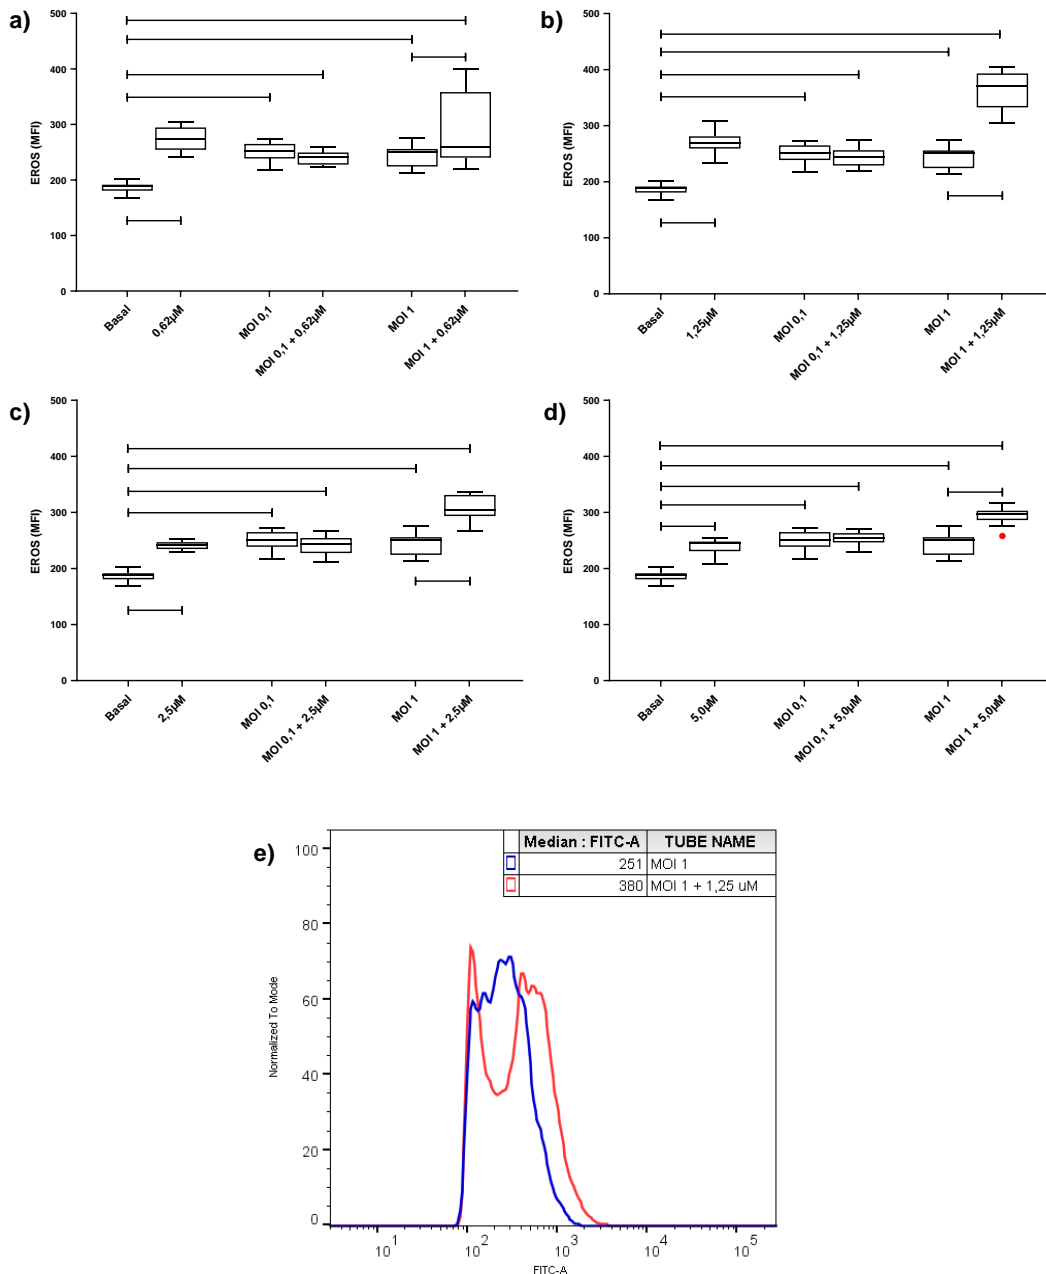 a)
500
400
300
200
100
0
EROS (MFI)
Basal
0,62µM
MOI 0,1
MOI 0,1 + 0,62µM
MOI 1
MOI 1 + 0,62µM
b)
500
400
300
200
100
0
EROS (MFI)
Basal
1,25µM
MOI 0,1
MOI 0,1 + 1,25µM
MOI 1
MOI 1 + 1,25µM
c)
500
400
300
200
100
0
EROS (MFI)
Basal
2,5µM
MOI 0,1
MOI 0,1 + 2,5µM
MOI 1
MOI 1 + 2,5µM
d)
500
400
300
200
100
0
EROS (MFI)
Basal
5,0µM
MOI 0,1
MOI 0,1 + 5,0µM
MOI 1
MOI 1 + 5,0µM
e)
Median : FITC-A TUBE NAME
251 MOI 1
380 MOI 1 + 1,25 uM
100
80
60
40
20
0
Normalized To Mode
10^1 10^2 10^3 10^4 10^5
FITC-A